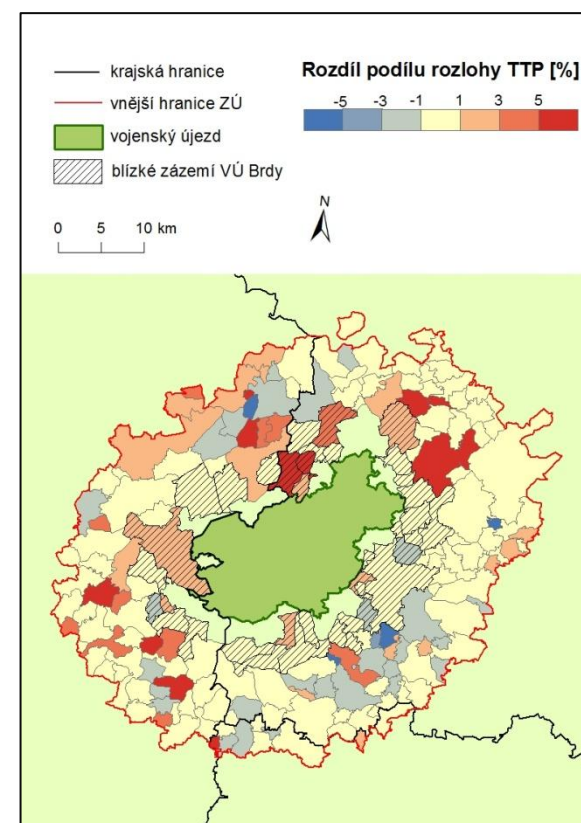 krajská hranice
vnější hranice ZÚ
vojenský újezd
blízké zázemí VÚ Brdy
Rozdíl podílu rozlohy TTP [%]
-5 -3 -1 1 3 5
N
0 5 10 km